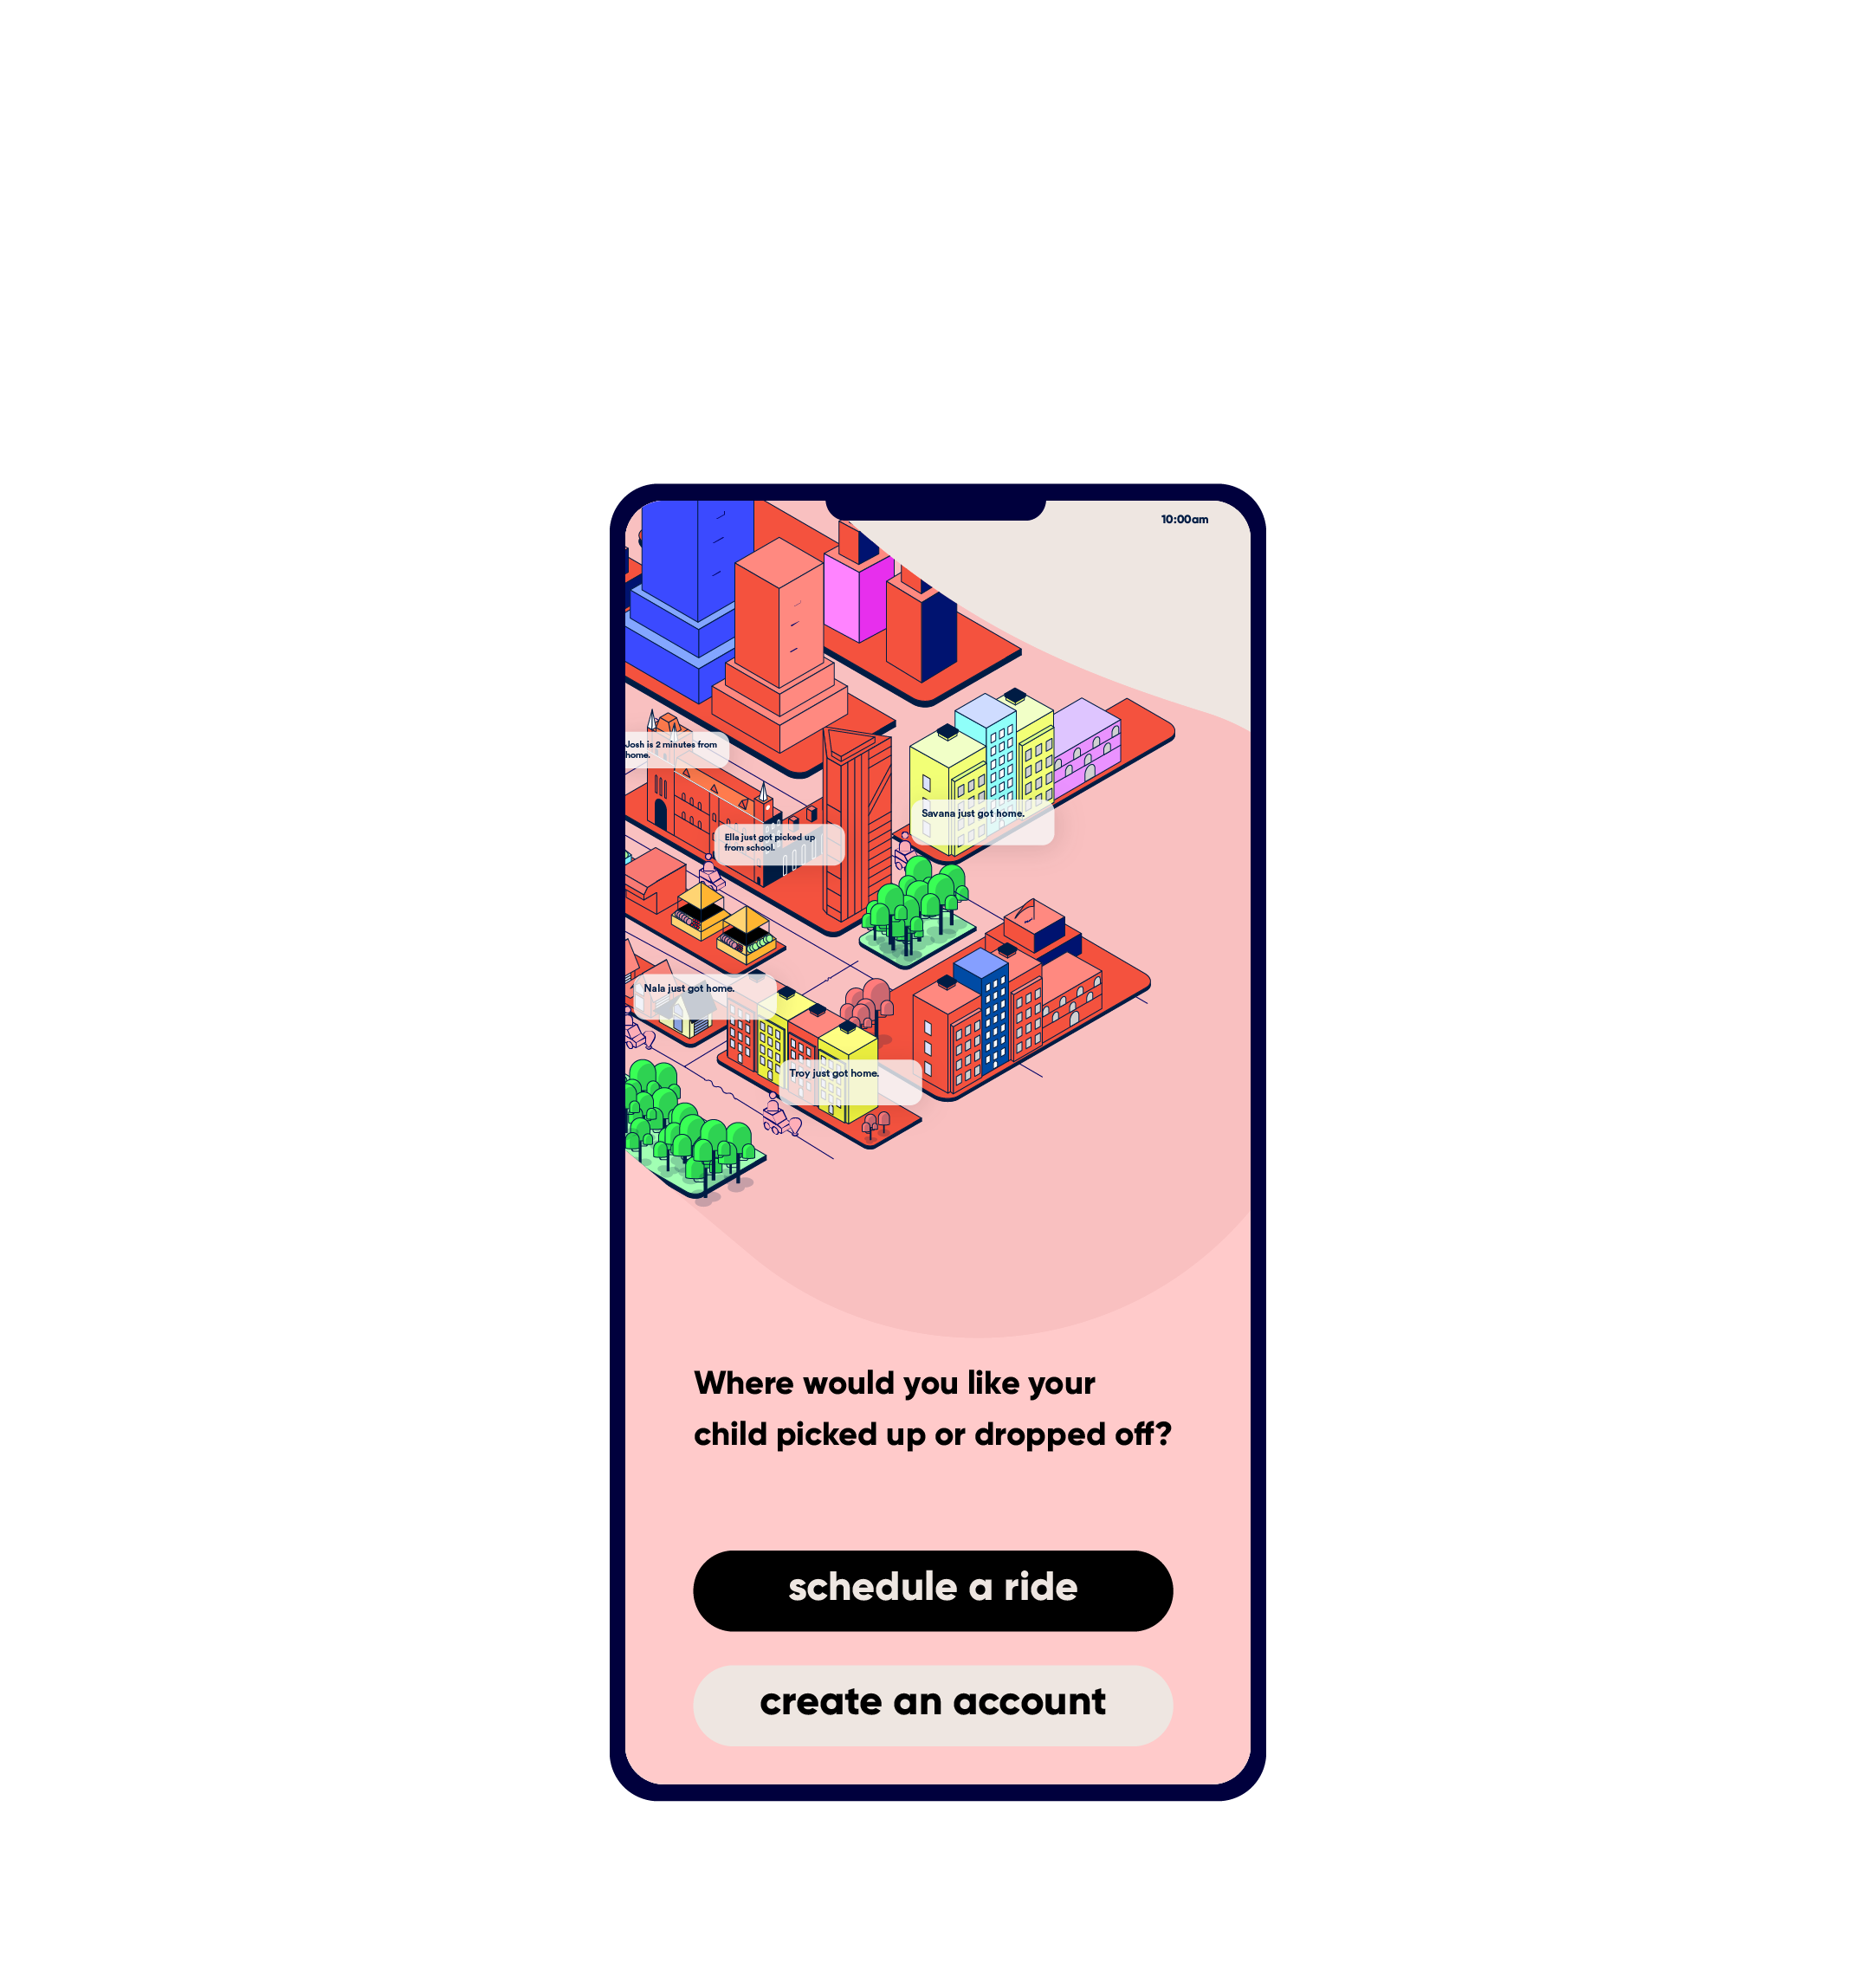 10:00am
Josh is 2 minutes from
home.
Savana just got home.
Ella just got picked up
from school.
Nala just got home.
Troy just got home.
Where would you like your
child picked up or dropped off?
schedule a ride
create an account